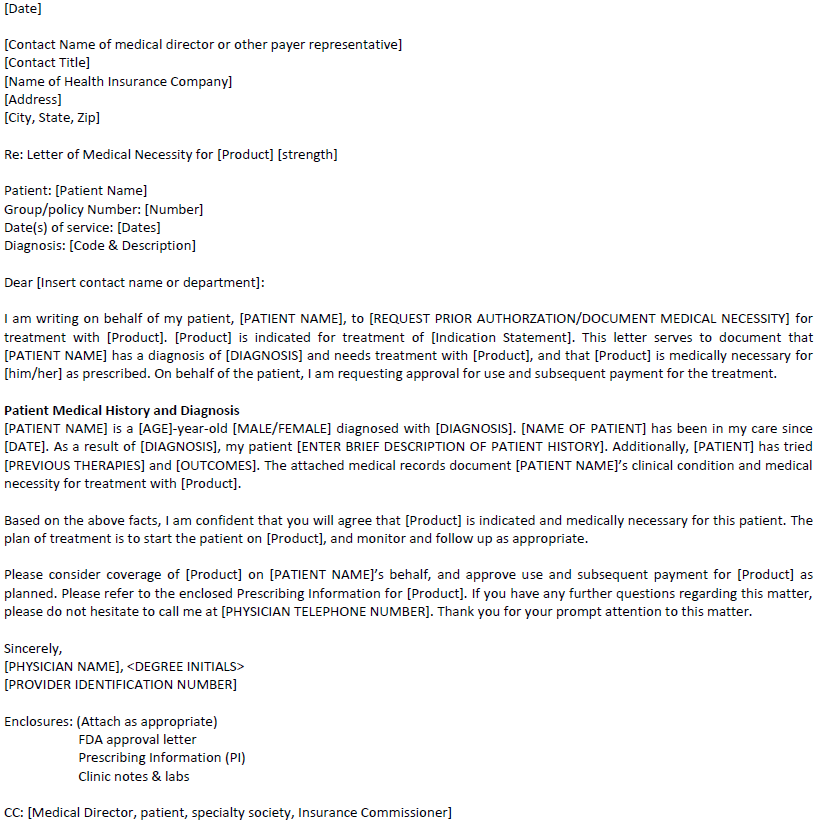 [Date]
[Contact Name of medical director or other payer representative]
[Contact Title]
[Name of Health Insurance Company]
[Address]
[City, State, Zip]
Re: Letter of Medical Necessity for [Product] [strength]
Patient: [Patient Name]
Group/policy Number: [Number]
Date(s) of service: [Dates]
Diagnosis: [Code & Description]
Dear [Insert contact name or department]:
I am writing on behalf of my patient, [PATIENT NAME], to [REQUEST PRIOR AUTHORZATION/DOCUMENT MEDICAL NECESSITY] for
treatment with [Product]. [Product] is indicated for treatment of [Indication Statement]. This letter serves to document that
[PATIENT NAME] has a diagnosis of [DIAGNOSIS] and needs treatment with [Product], and that [Product] is medically necessary for
[him/her] as prescribed. On behalf of the patient, I am requesting approval for use and subsequent payment for the treatment.
Patient Medical History and Diagnosis
[PATIENT NAME] is a [AGE]-year-old [MALE/FEMALE] diagnosed with [DIAGNOSIS]. [NAME OF PATIENT] has been in my care since
[DATE]. As a result of [DIAGNOSIS], my patient [ENTER BRIEF DESCRIPTION OF PATIENT HISTORY]. Additionally, [PATIENT] has tried
[PREVIOUS THERAPIES] and [OUTCOMES]. The attached medical records document [PATIENT NAME]'s clinical condition and medical
necessity for treatment with [Product].
Based on the above facts, I am confident that you will agree that [Product] is indicated and medically necessary for this patient. The
plan of treatment is to start the patient on [Product], and monitor and follow up as appropriate.
Please consider coverage of [Product] on [PATIENT NAME]'s behalf, and approve use and subsequent payment for [Product] as
planned. Please refer to the enclosed Prescribing Information for [Product]. If you have any further questions regarding this matter,
please do not hesitate to call me at [PHYSICIAN TELEPHONE NUMBER]. Thank you for your prompt attention to this matter.
Sincerely,
[PHYSICIAN NAME], <DEGREE INITIALS>
[PROVIDER IDENTIFICATION NUMBER]
Enclosures: (Attach as appropriate)
FDA approval letter
Prescribing Information (PI)
Clinic notes & labs
CC: [Medical Director, patient, specialty society, Insurance Commissioner]